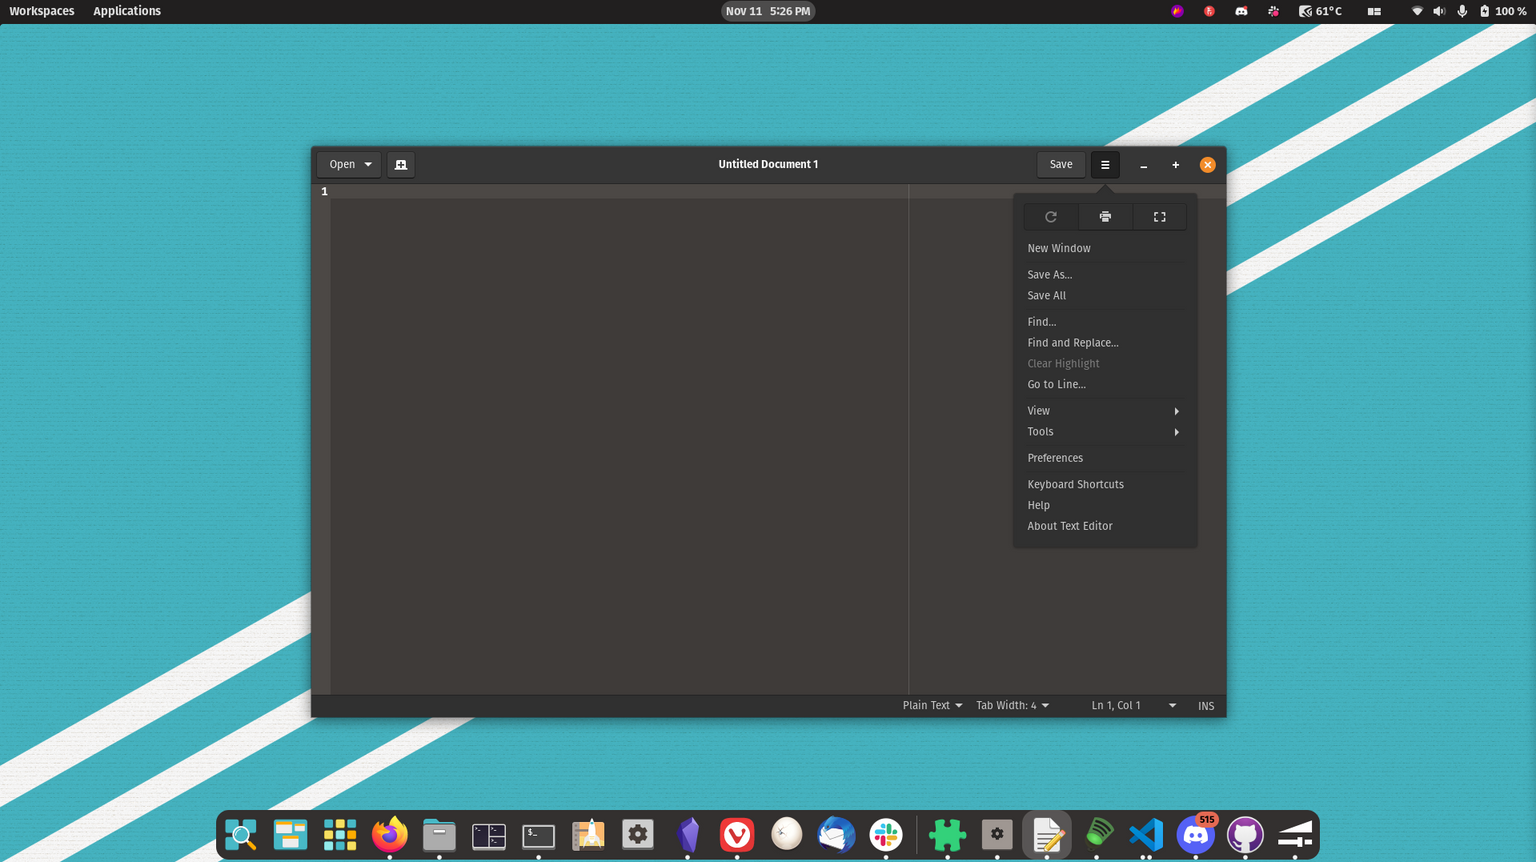 Workspaces Applications Nov 11 5:26 PM 61°C 100 %
Open Untitled Document 1 Save
1
New Window
Save As...
Save All
Find...
Find and Replace...
Clear Highlight
Go to Line...
View
Tools
Preferences
Keyboard Shortcuts
Help
About Text Editor
Plain Text Tab Width: 4 Ln 1, Col 1 INS
$_
515